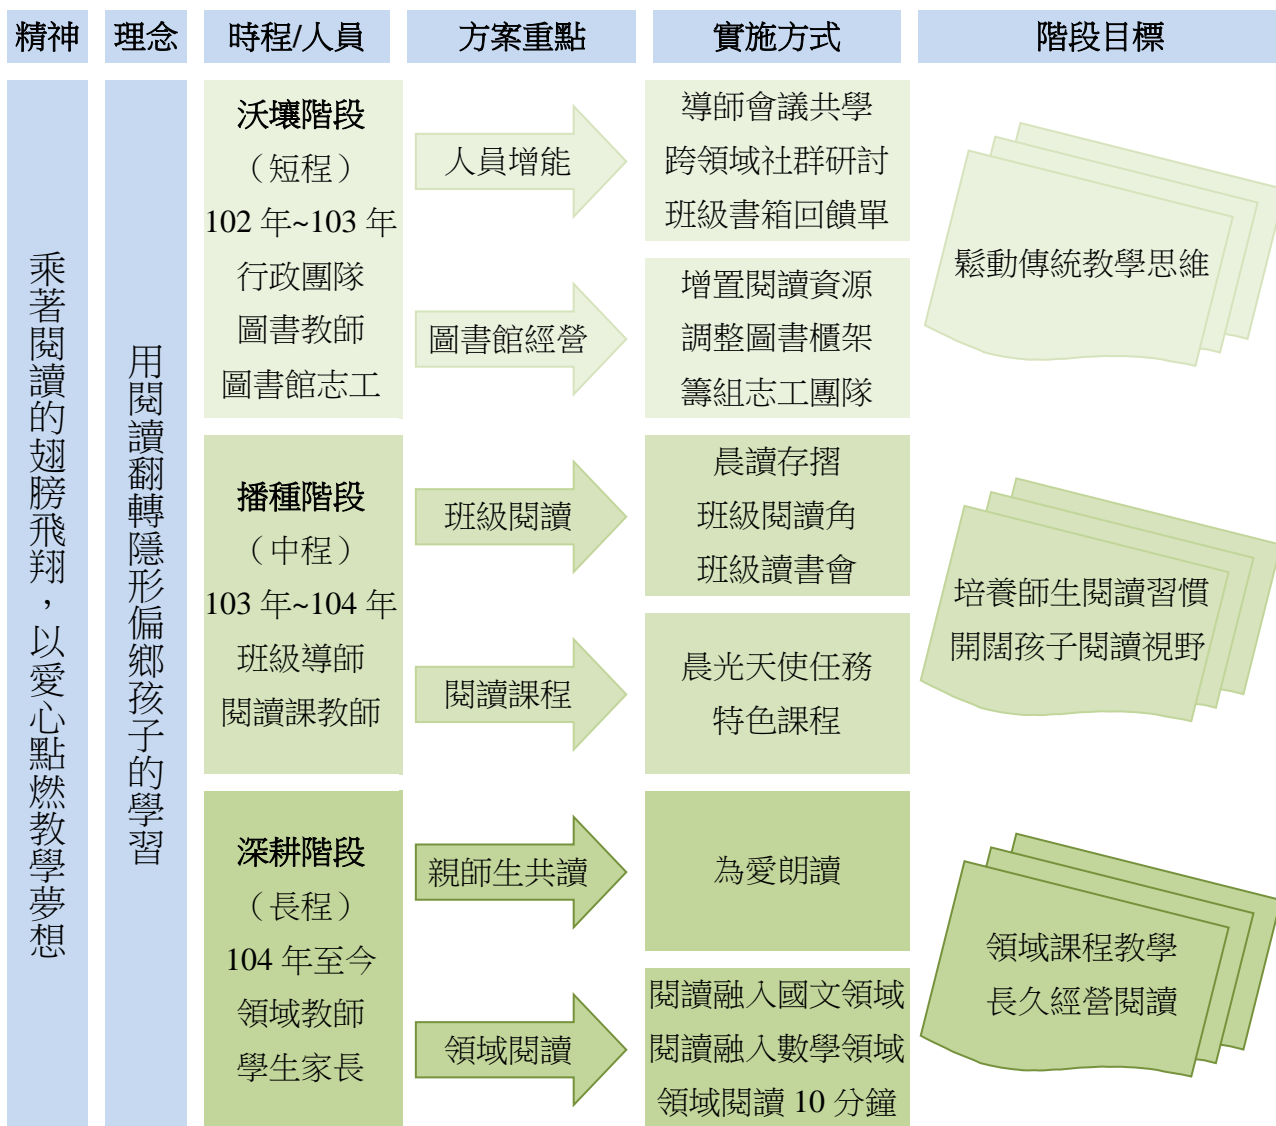 精神
理念
時程/人員
方案重點
實施方式
階段目標
乘著閱讀的翅膀飛翔，以愛心點燃教學夢想
用閱讀翻轉隱形偏鄉孩子的學習
沃壤階段
（短程）
102 年~103 年
行政團隊
圖書教師
圖書館志工
人員增能
導師會議共學
跨領域社群研討
班級書箱回饋單
圖書館經營
增置閱讀資源
調整圖書櫃架
籌組志工團隊
鬆動傳統教學思維
播種階段
（中程）
103 年~104 年
班級導師
閱讀課教師
班級閱讀
晨讀存摺
班級閱讀角
班級讀書會
閱讀課程
晨光天使任務
特色課程
培養師生閱讀習慣
開闊孩子閱讀視野
深耕階段
（長程）
104 年至今
領域教師
學生家長
親師生共讀
為愛朗讀
領域閱讀
閱讀融入國文領域
閱讀融入數學領域
領域閱讀 10 分鐘
領域課程教學
長久經營閱讀